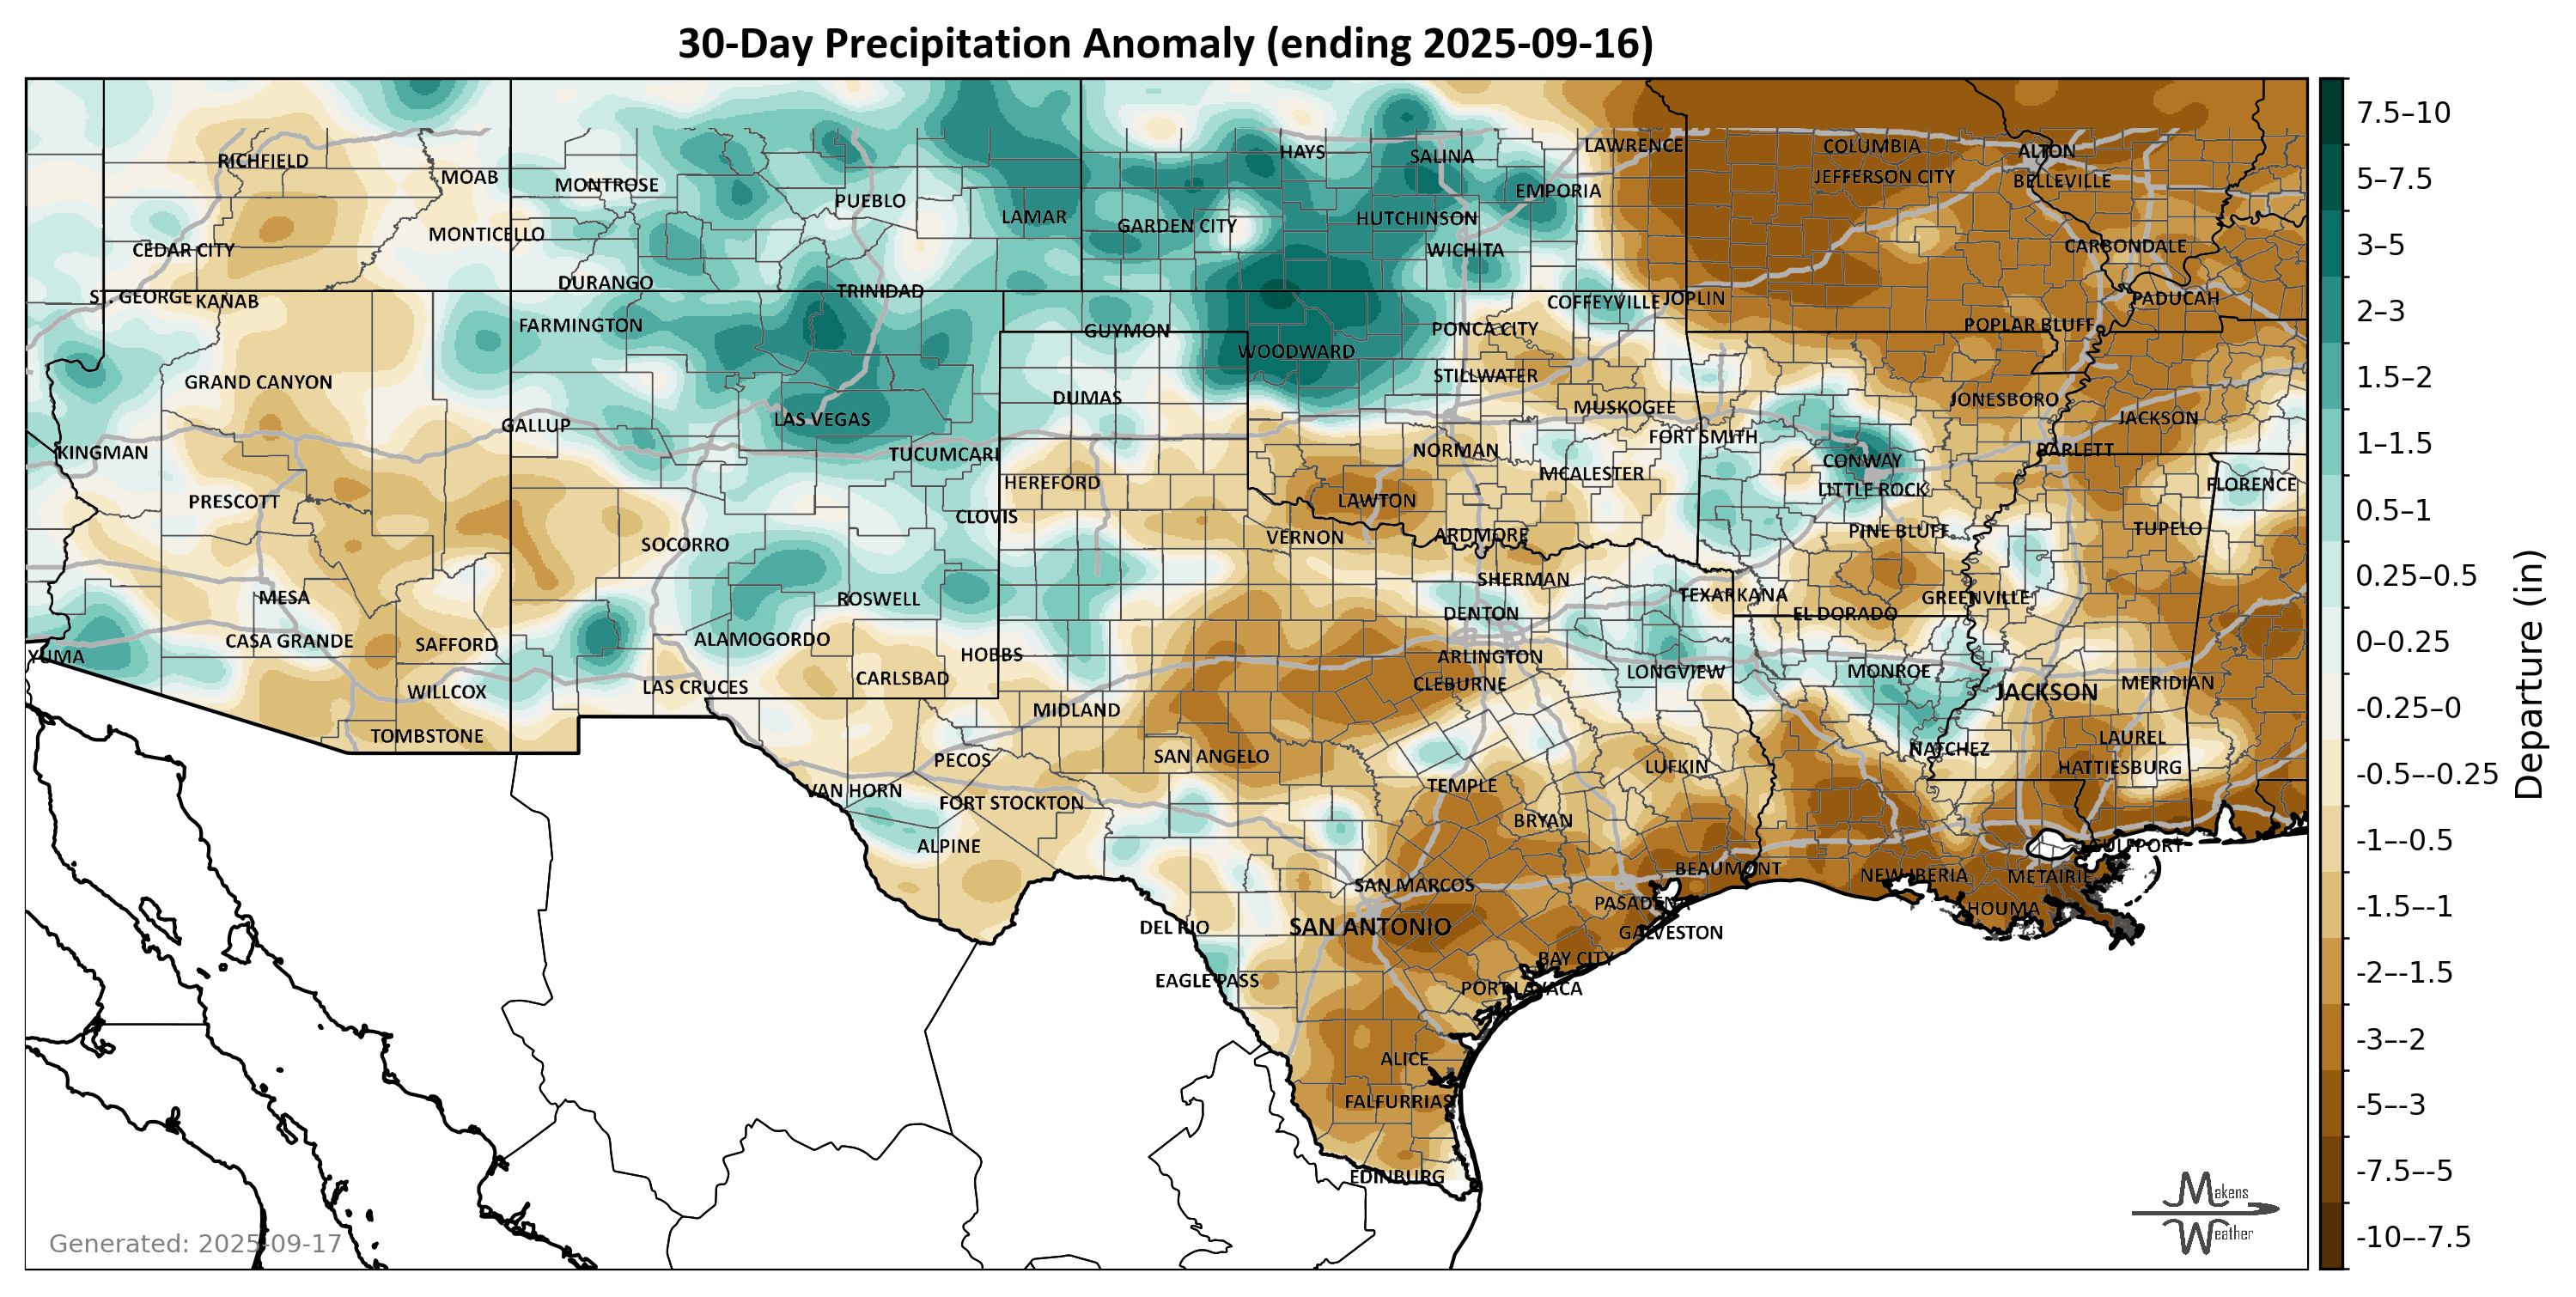 30-Day Precipitation Anomaly (ending 2025-09-16)
HAYS
SALINA
LAWRENCE
COLUMBIA
ALTON
RICHFIELD
MOAB
MONTROSE
PUEBLO
EMPORIA
JEFFERSON CITY
BELLEVILLE
LAMAR
GARDEN CITY
HUTCHINSON
CEDAR CITY
MONTICELLO
WICHITA
CARBONDALE
DURANGO
TRINIDAD
ST. GEORGE
KANAB
COFFEYVILLE
JOPLIN
PADUCAH
FARMINGTON
GUYMON
PONCA CITY
POPLAR BLUFF
WOODWARD
GRAND CANYON
STILLWATER
DUMAS
MUSKOGEE
JONESBORO
JACKSON
GALLUP
LAS VEGAS
FORT SMITH
KINGMAN
TUCUMCARI
NORMAN
CONWAY
BARTLETT
HEREFORD
MCALESTER
LITTLE ROCK
FLORENCE
PRESCOTT
LAWTON
CLOVIS
SOCORRO
VERNON
ARDMORE
PINE BLUFF
TUPELO
SHERMAN
MESA
ROSWELL
DENTON
TEXARKANA
GREENVILLE
EL DORADO
CASA GRANDE
SAFFORD
ALAMOGORDO
YUMA
HOBBS
ARLINGTON
LONGVIEW
MONROE
WILLCOX
LAS CRUCES
CARLSBAD
CLEBURNE
JACKSON
MERIDIAN
MIDLAND
TOMBSTONE
PECOS
SAN ANGELO
NATCHEZ
LAUREL
LUFKIN
HATTIESBURG
VAN HORN
FORT STOCKTON
TEMPLE
BRYAN
ALPINE
GULFPORT
BEAUMONT
SAN MARCOS
NEW IBERIA
METAIRIE
PASADENA
HOUMA
DEL RIO
SAN ANTONIO
GALVESTON
BAY CITY
EAGLE PASS
PORT LAVACA
ALICE
FALFURRIAS
EDINBURG
Generated: 2025-09-17
Makens
Weather
7.5–10
5–7.5
3–5
2–3
1.5–2
1–1.5
0.5–1
0.25–0.5
0–0.25
-0.25–0
-0.5–-0.25
-1–-0.5
-1.5–-1
-2–-1.5
-3–-2
-5–-3
-7.5–-5
-10–-7.5
Departure (in)